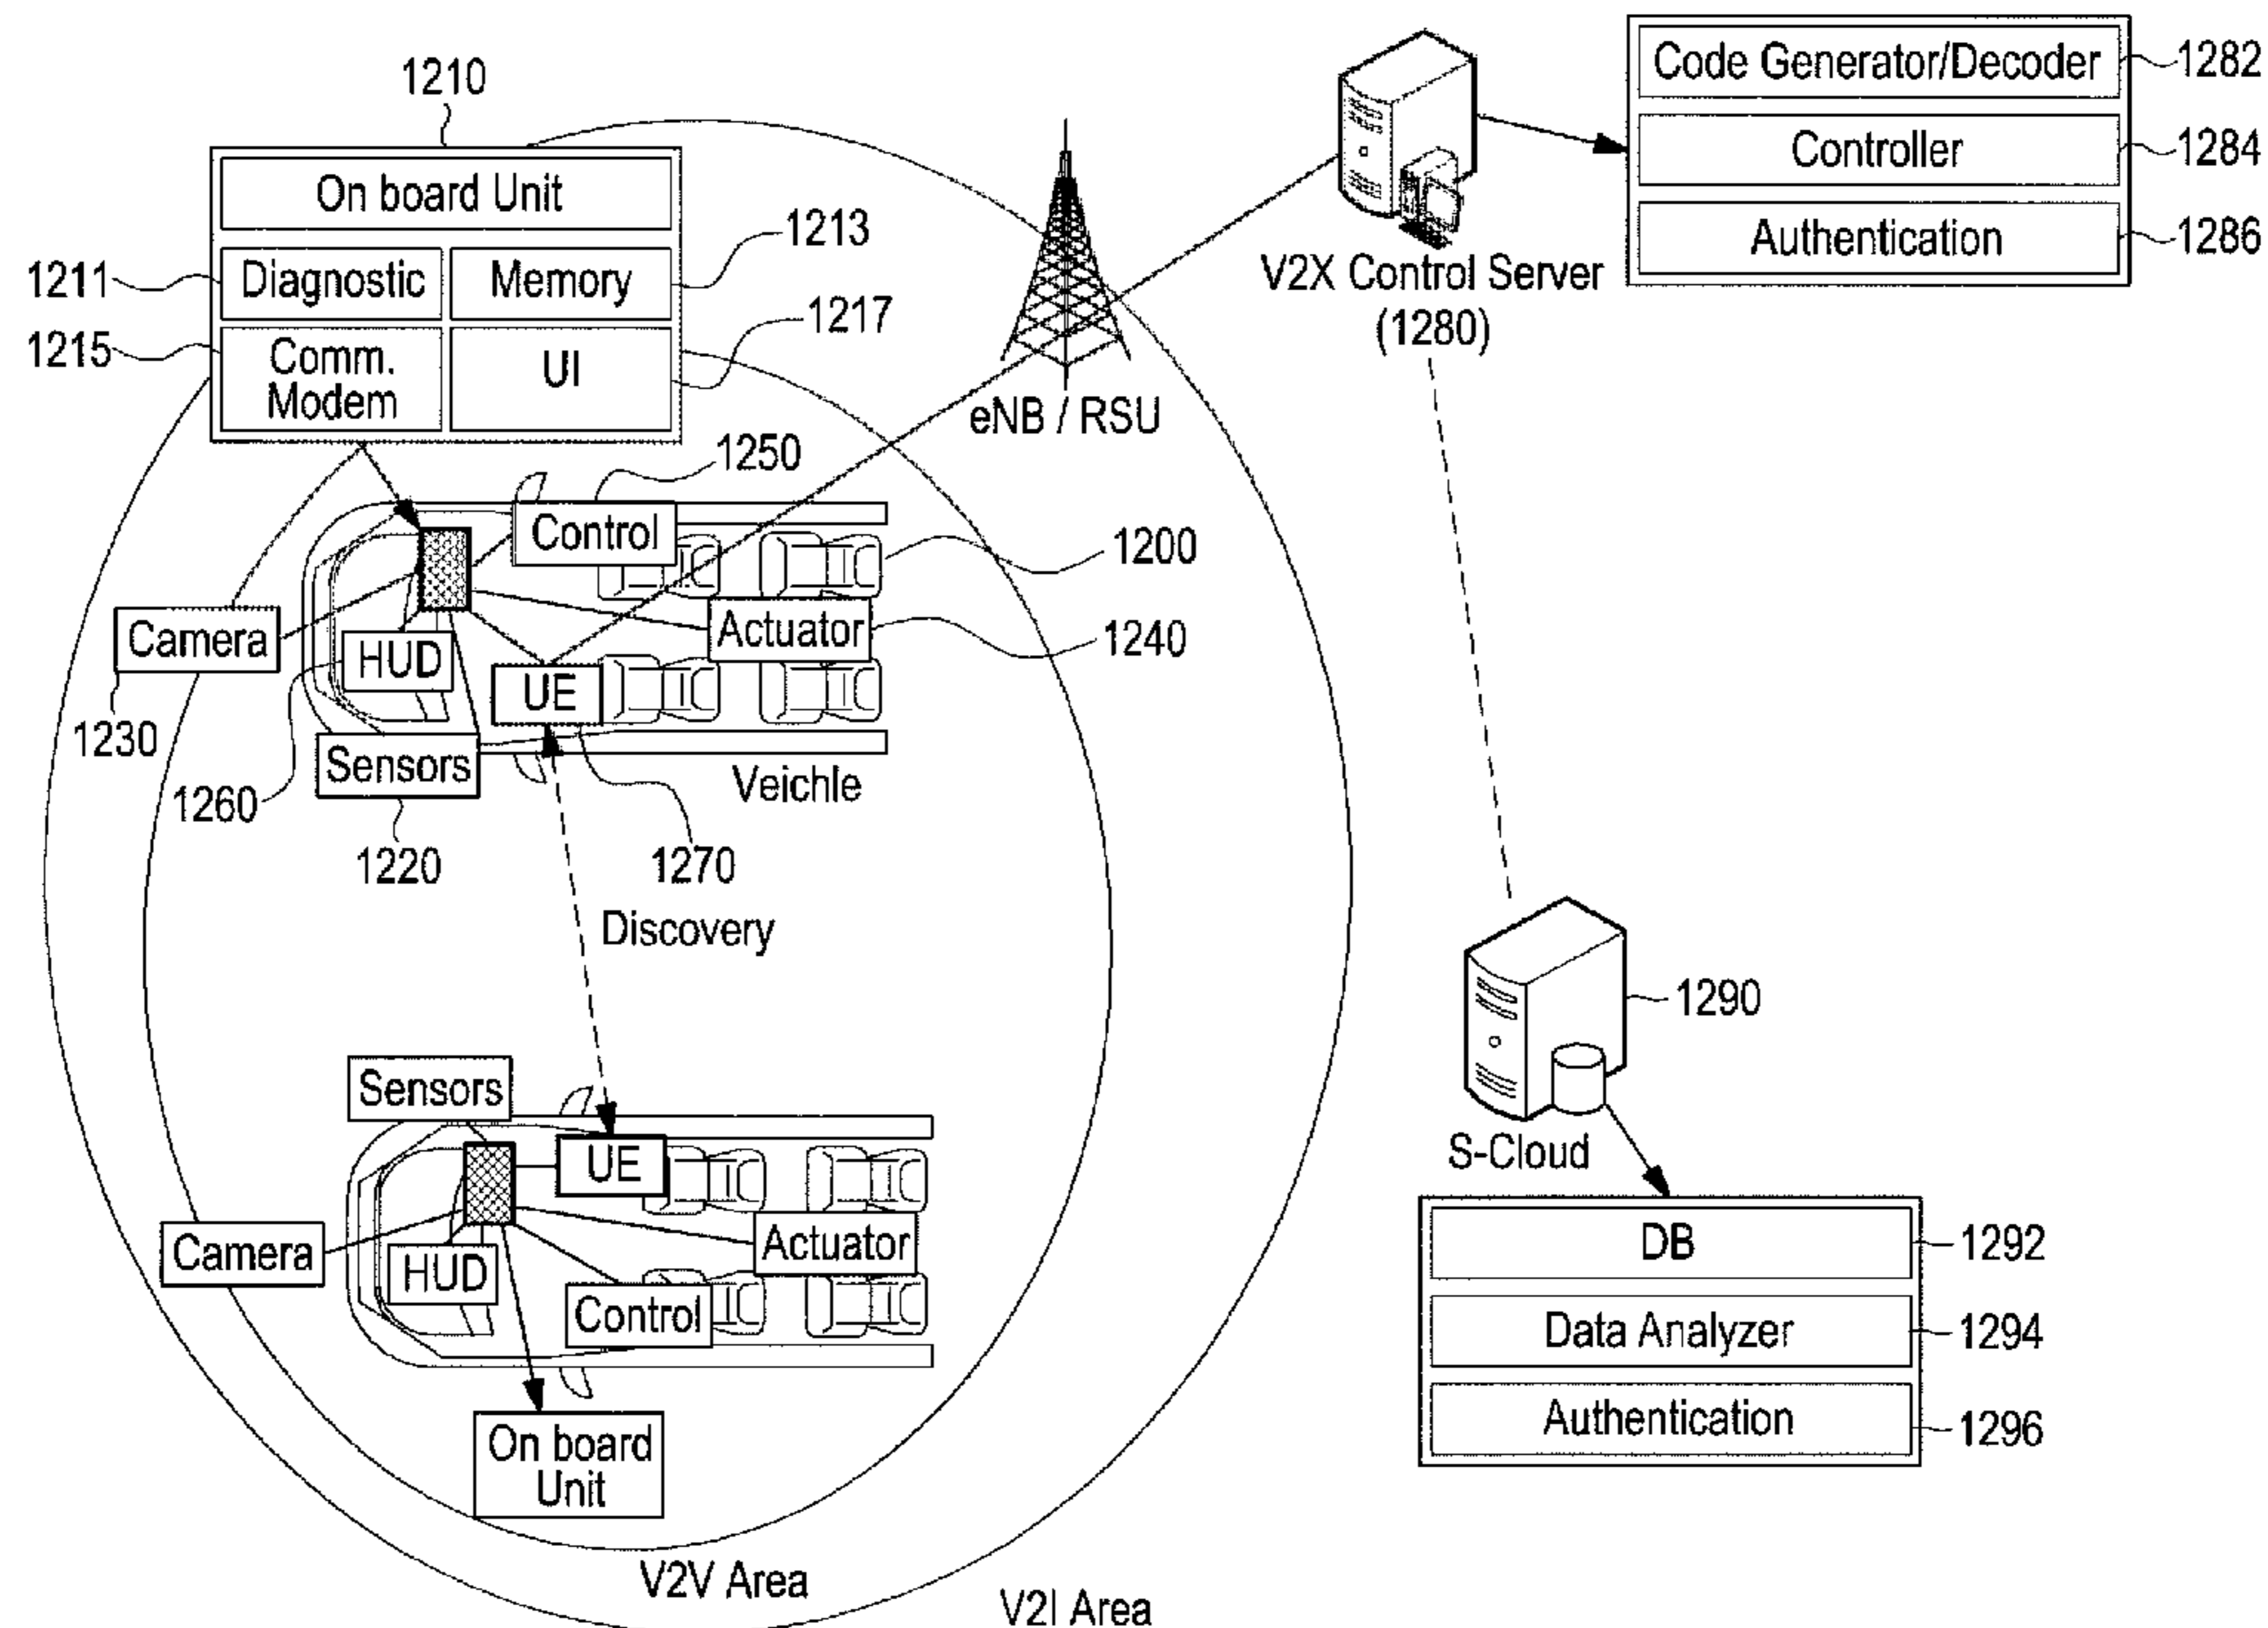 1210
On board Unit
Diagnostic
Memory
Comm.
Modem
UI
1211
1213
1215
1217
eNB / RSU
V2X Control Server
(1280)
Code Generator/Decoder
1282
Controller
1284
Authentication
1286
1250
Control
1200
Camera
HUD
Actuator
1240
UE
1230
Sensors
Veichle
1260
1220
1270
Discovery
1290
S-Cloud
DB
1292
Data Analyzer
1294
Authentication
1296
Sensors
UE
Camera
HUD
Actuator
Control
On board
Unit
V2V Area
V2I Area